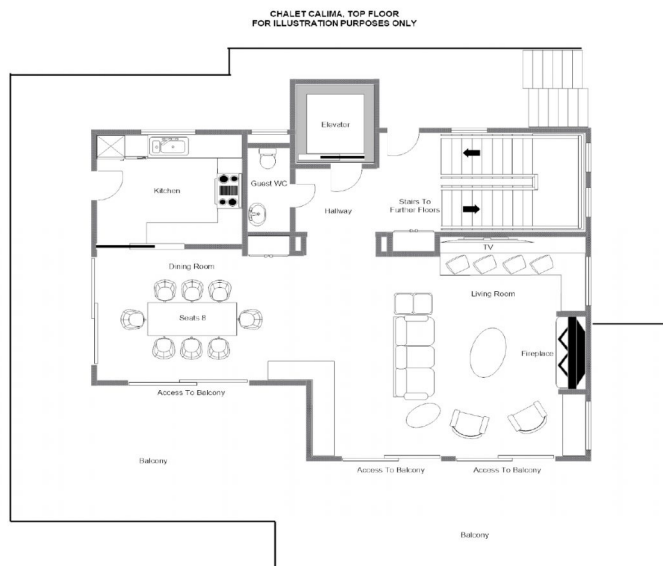 CHALET CALIMA, TOP FLOOR
FOR ILLUSTRATION PURPOSES ONLY
Elevator
Kitchen
Guest WC
Hallway
Stairs To
Further Floors
TV
Dining Room
Living Room
Seats 8
Fireplace
Access To Balcony
Balcony
Access To Balcony
Access To Balcony
Balcony